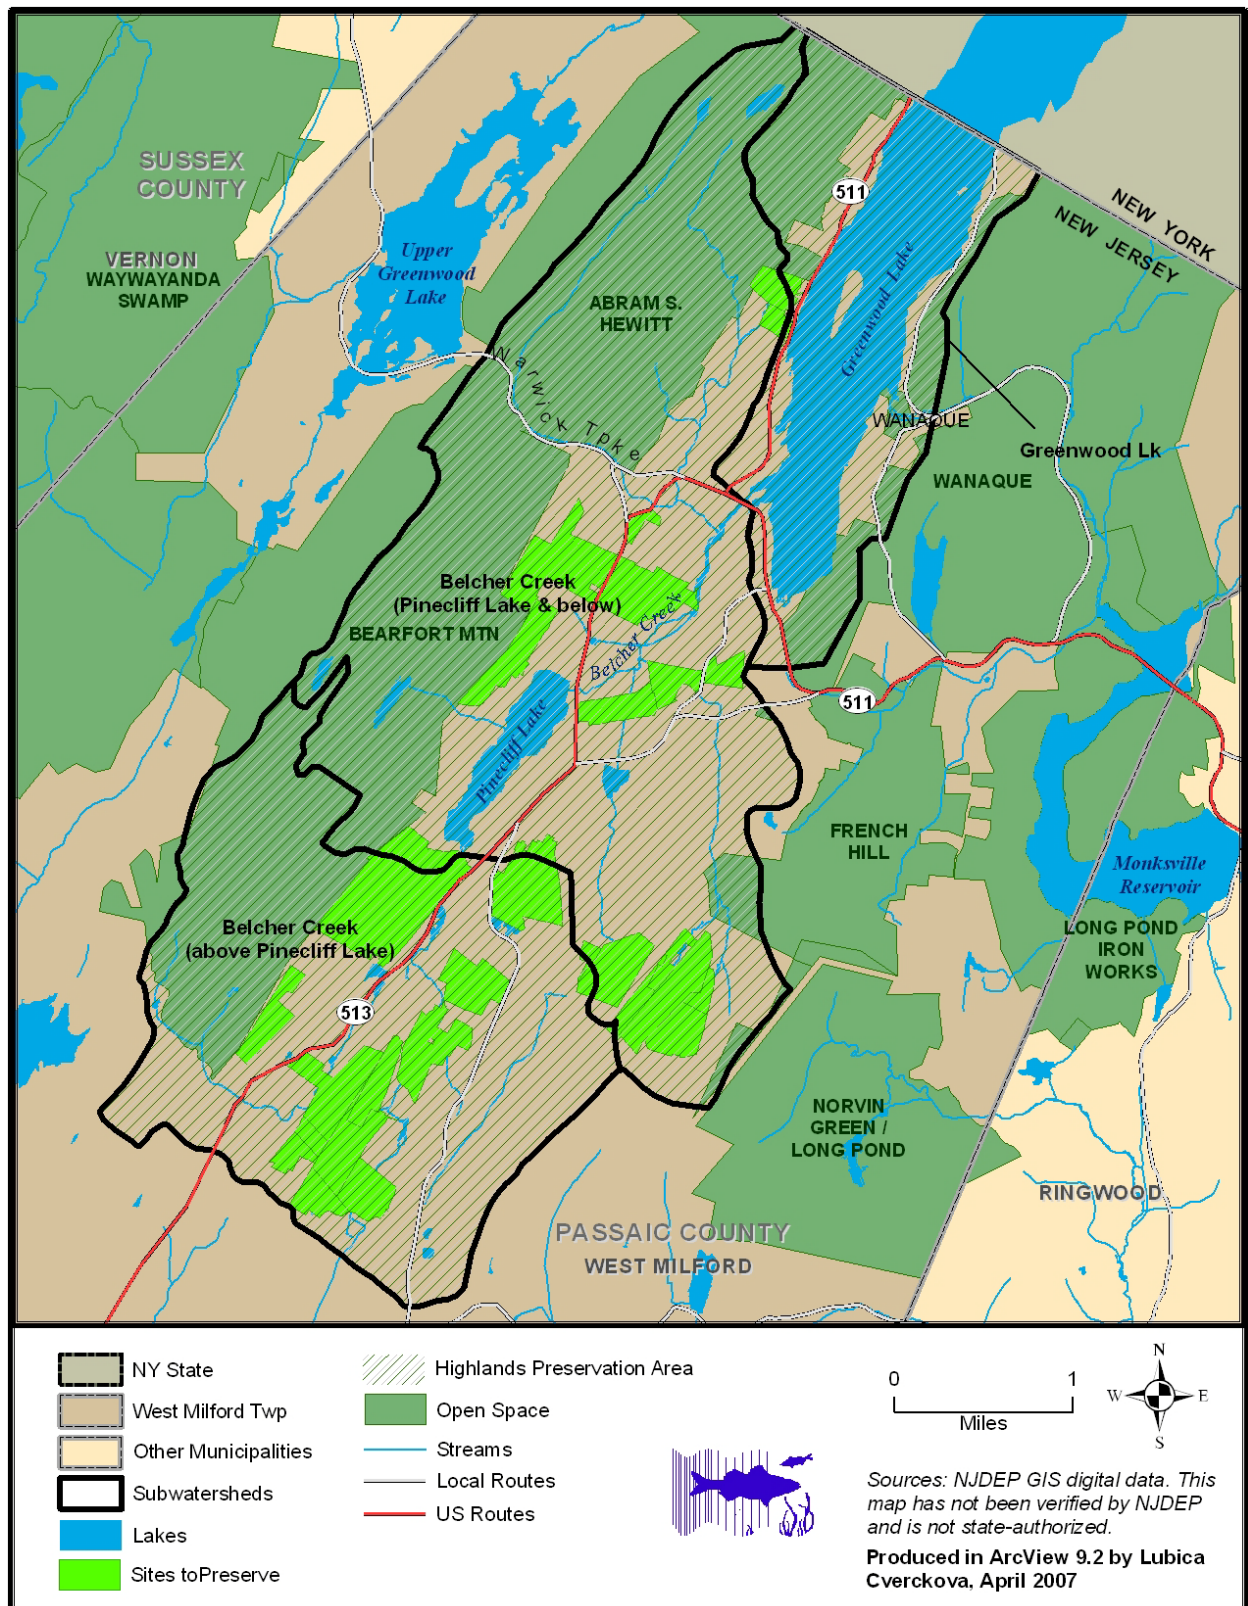 SUSSEX
COUNTY
VERNON
WAYWAYANDA
SWAMP
Upper
Greenwood
Lake
511
NEW YORK
NEW JERSEY
ABRAM S.
HEWITT
Greenwood Lake
Warwick Tpke
WANAQUE
Greenwood Lk
WANAQUE
Belcher Creek
(Pinecliff Lake & below)
BEARFORT MTN
Belcher Creek
511
Pinecliff Lake
FRENCH
HILL
Monksville
Reservoir
Belcher Creek
(above Pinecliff Lake)
LONG POND
IRON
WORKS
513
NORVIN
GREEN /
LONG POND
RINGWOOD
PASSAIC COUNTY
WEST MILFORD
NY State
West Milford Twp
Other Municipalities
Subwatersheds
Lakes
Sites toPreserve
Highlands Preservation Area
Open Space
Streams
Local Routes
US Routes
0 1
Miles
N
W E
S
Sources: NJDEP GIS digital data. This
map has not been verified by NJDEP
and is not state-authorized.
Produced in ArcView 9.2 by Lubica
Cverckova, April 2007